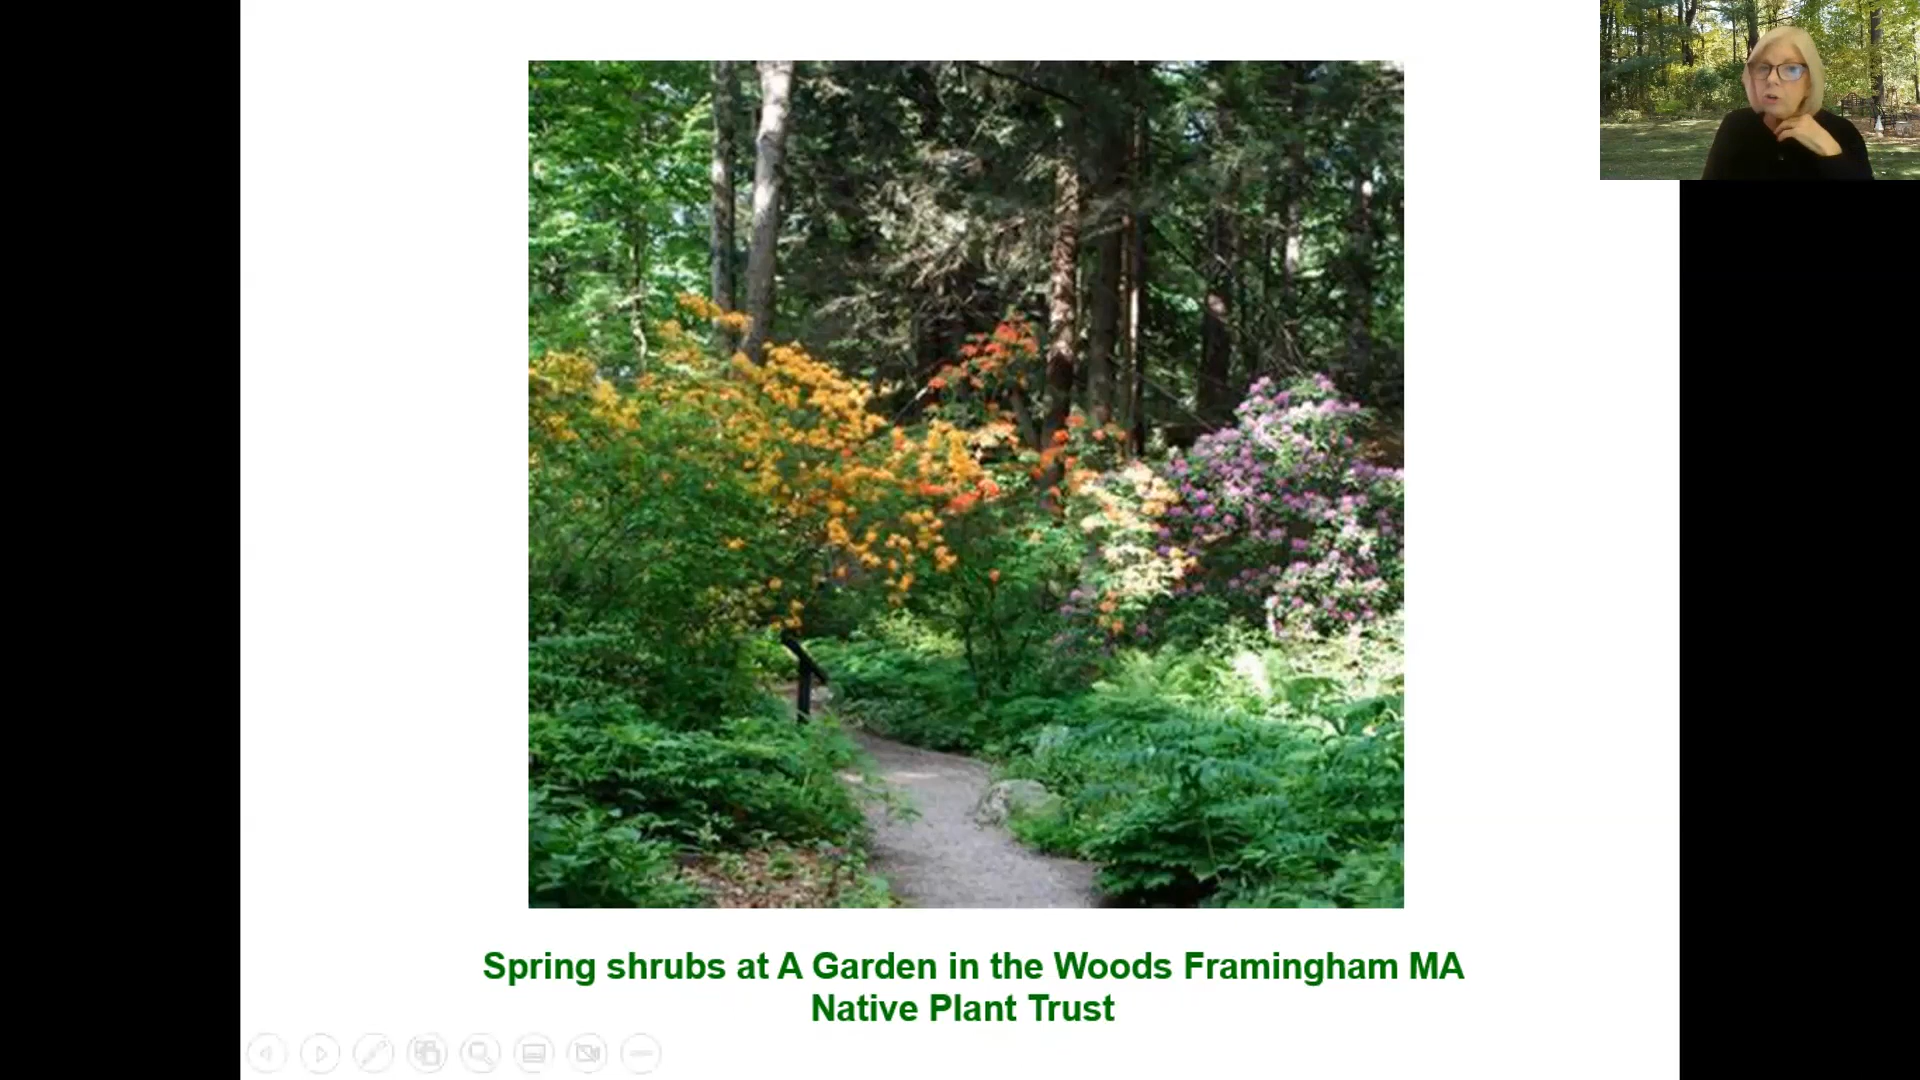 Spring shrubs at A Garden in the Woods Framingham MA
Native Plant Trust